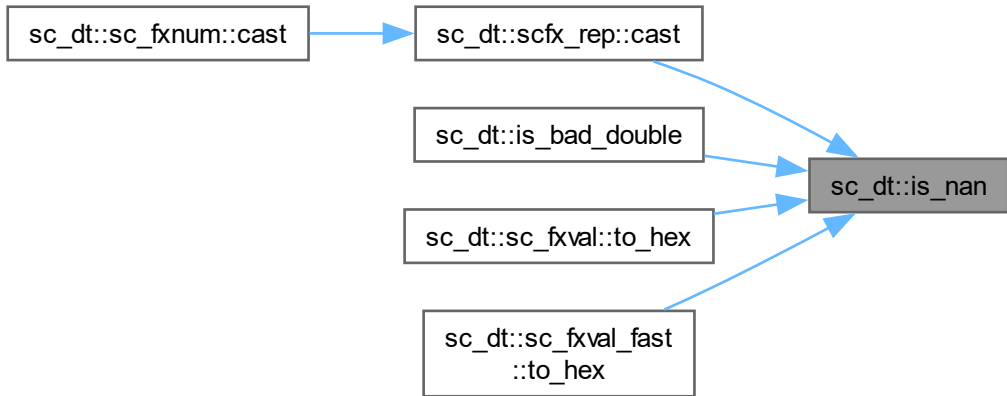 sc_dt::sc_fxnum::cast
sc_dt::scfx_rep::cast
sc_dt::is_bad_double
sc_dt::is_nan
sc_dt::sc_fxval::to_hex
sc_dt::sc_fxval_fast
::to_hex